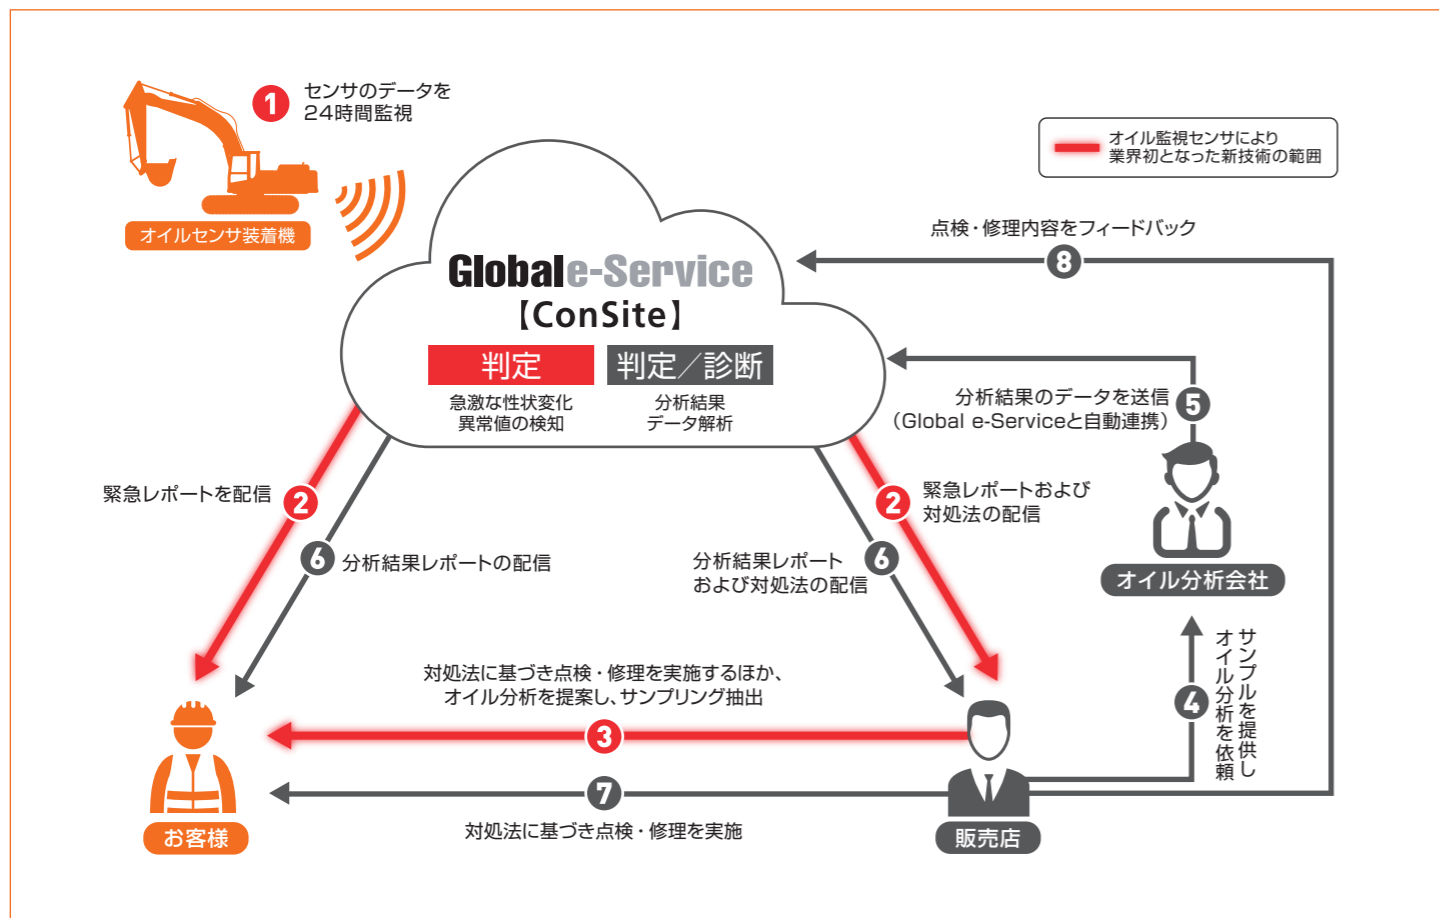 1
センサのデータを
24時間監視
オイルセンサ装着機
オイル監視センサにより
業界初となった新技術の範囲
点検・修理内容をフィードバック
8
Global e-Service
【ConSite】
判定
急激な性状変化
異常値の検知
判定／診断
分析結果
データ解析
分析結果のデータを送信
（Global e-Serviceと自動連携）
5
オイル分析会社
緊急レポートを配信
2
6
分析結果レポートの配信
2
緊急レポートおよび
対処法の配信
分析結果レポート
および対処法の配信
6
サンプルを提供し
オイル分析を依頼
4
対処法に基づき点検・修理を実施するほか、
オイル分析を提案し、サンプリング抽出
3
7
対処法に基づき点検・修理を実施
お客様
販売店